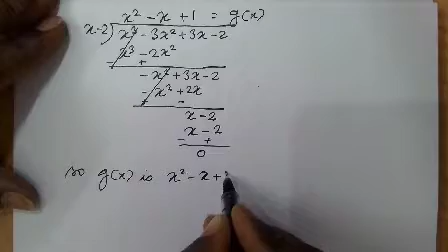 x² - x + 1 = g(x)
x-2) x³ - 3x² + 3x - 2
x³ - 2x²
- +
-x² + 3x - 2
-x² + 2x
+ -
x - 2
x - 2
- +
0
so g(x) is x² - x +